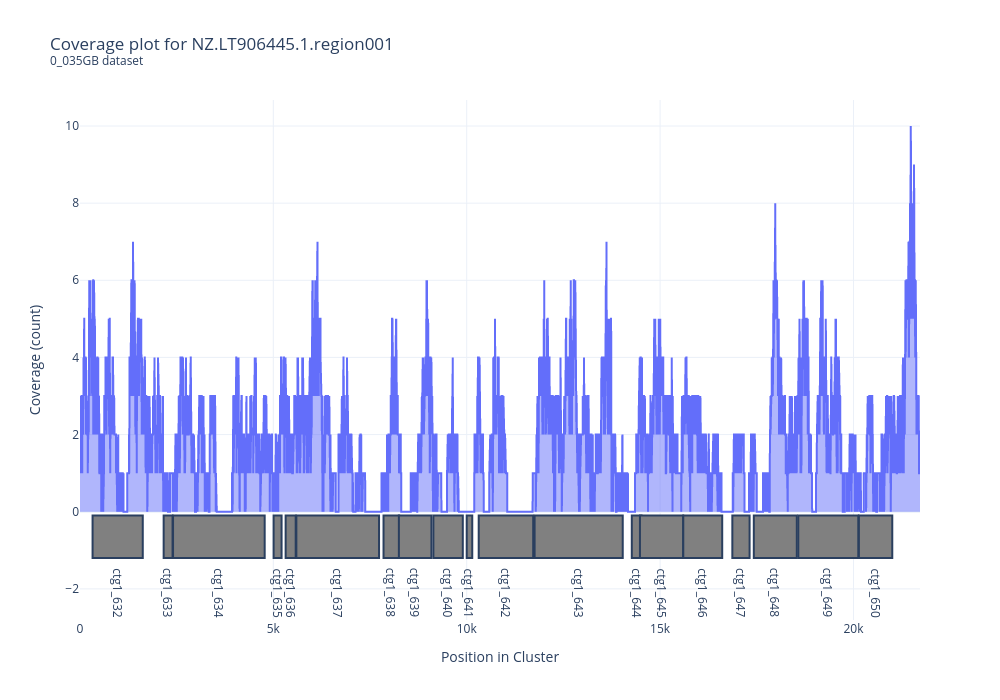 Coverage plot for NZ.LT906445.1.region001
0_035GB dataset
Coverage (count)
10
8
6
4
2
0
−2
ctg1_632
ctg1_633
ctg1_634
ctg1_635
ctg1_636
ctg1_637
ctg1_638
ctg1_639
ctg1_640
ctg1_641
ctg1_642
ctg1_643
ctg1_644
ctg1_645
ctg1_646
ctg1_647
ctg1_648
ctg1_649
ctg1_650
0
5k
10k
15k
20k
Position in Cluster